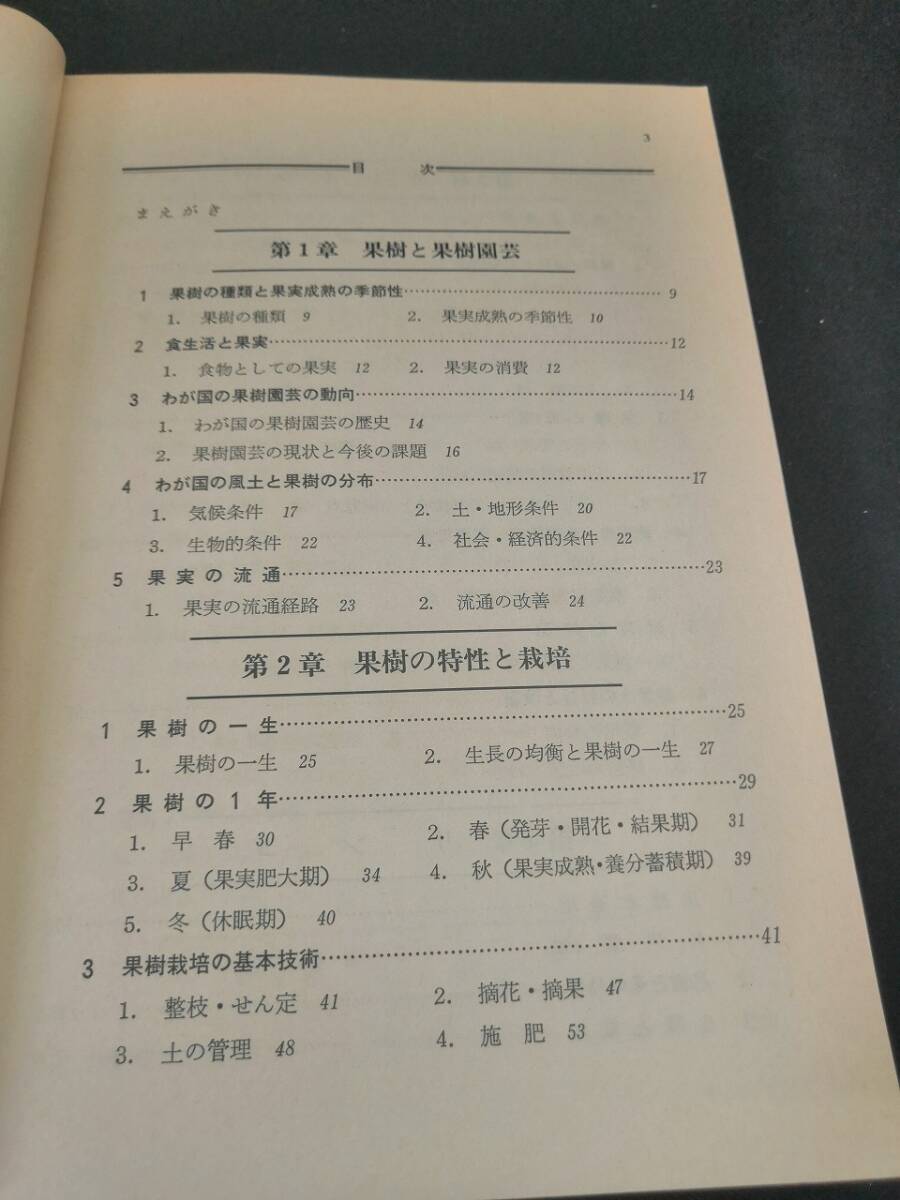 3
目 次
まえがき
第1章 果樹と果樹園芸
1 果樹の種類と果実成熟の季節性……………………………9
1. 果樹の種類 9 2. 果実成熟の季節性 10
2 食生活と果実……………………………12
1. 食物としての果実 12 2. 果実の消費 12
3 わが国の果樹園芸の動向……………………………14
1. わが国の果樹園芸の歴史 14
2. 果樹園芸の現状と今後の課題 16
4 わが国の風土と果樹の分布……………………………17
1. 気候条件 17 2. 土・地形条件 20
3. 生物的条件 22 4. 社会・経済的条件 22
5 果実の流通……………………………23
1. 果実の流通経路 23 2. 流通の改善 24
第2章 果樹の特性と栽培
1 果樹の一生……………………………25
1. 果樹の一生 25 2. 生長の均衡と果樹の一生 27
2 果樹の1年……………………………29
1. 早春 30 2. 春（発芽・開花・結果期） 31
3. 夏（果実肥大期） 34 4. 秋（果実成熟・養分蓄積期） 39
5. 冬（休眠期） 40
3 果樹栽培の基本技術……………………………41
1. 整枝・せん定 41 2. 摘花・摘果 47
3. 土の管理 48 4. 施肥 53